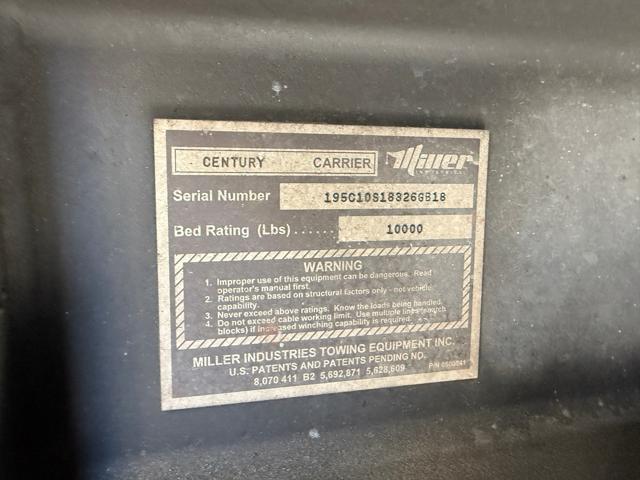 CENTURY CARRIER Miller INDUSTRIES
Serial Number 195C10S18326GB18
Bed Rating (Lbs) ...... 10000
WARNING
1. Improper use of this equipment can be dangerous. Read
operator's manual first.
2. Ratings are based on structural factors only - not vehicle
capability.
3. Never exceed above ratings. Know the loads being handled.
4. Do not exceed cable working limit. Use multiple lines (snatch
blocks) if increased winching capability is required.
MILLER INDUSTRIES TOWING EQUIPMENT INC.
U.S. PATENTS AND PATENTS PENDING NO.
8,070 411 B2 5,692,871 5,628,609